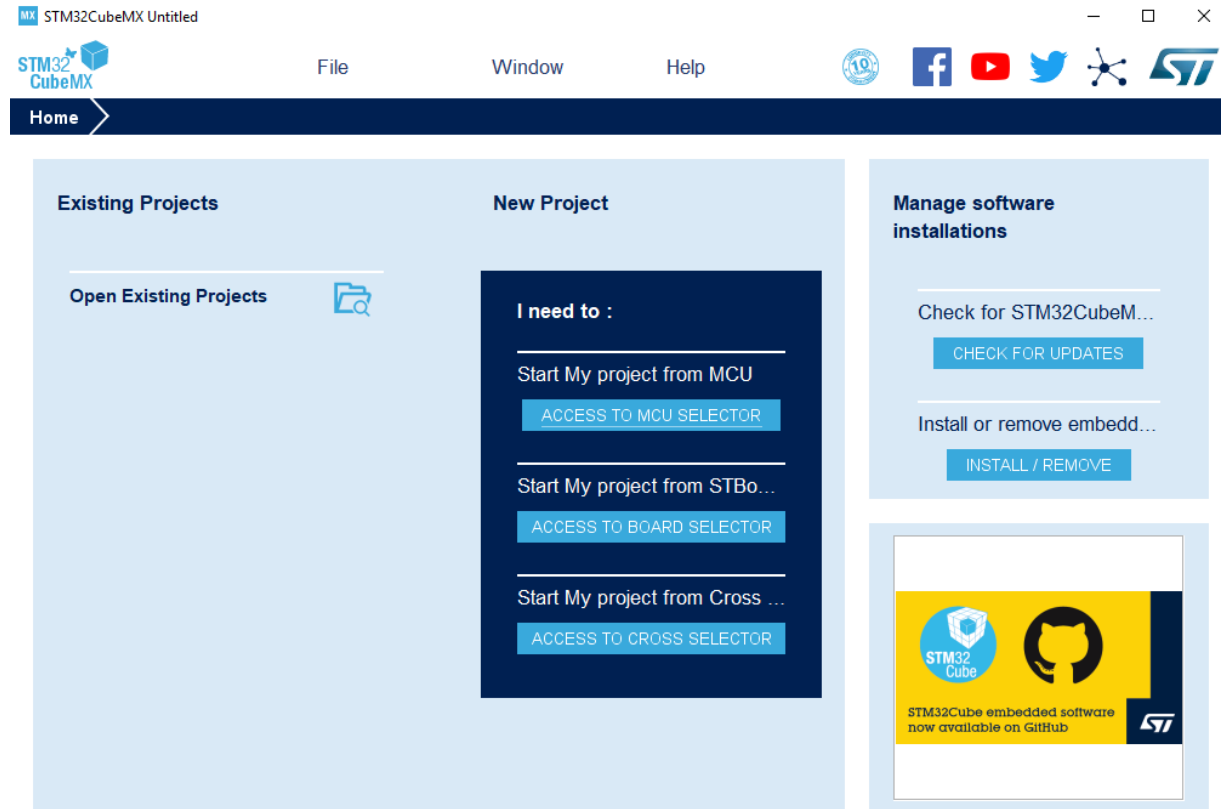 MX STM32CubeMX Untitled
STM32
CubeMX
File
Window
Help
10
ST
Home
Existing Projects
Open Existing Projects
New Project
I need to :
Start My project from MCU
ACCESS TO MCU SELECTOR
Start My project from STBo...
ACCESS TO BOARD SELECTOR
Start My project from Cross ...
ACCESS TO CROSS SELECTOR
Manage software
installations
Check for STM32CubeM...
CHECK FOR UPDATES
Install or remove embedd...
INSTALL / REMOVE
STM32
Cube
STM32Cube embedded software
now available on GitHub
ST